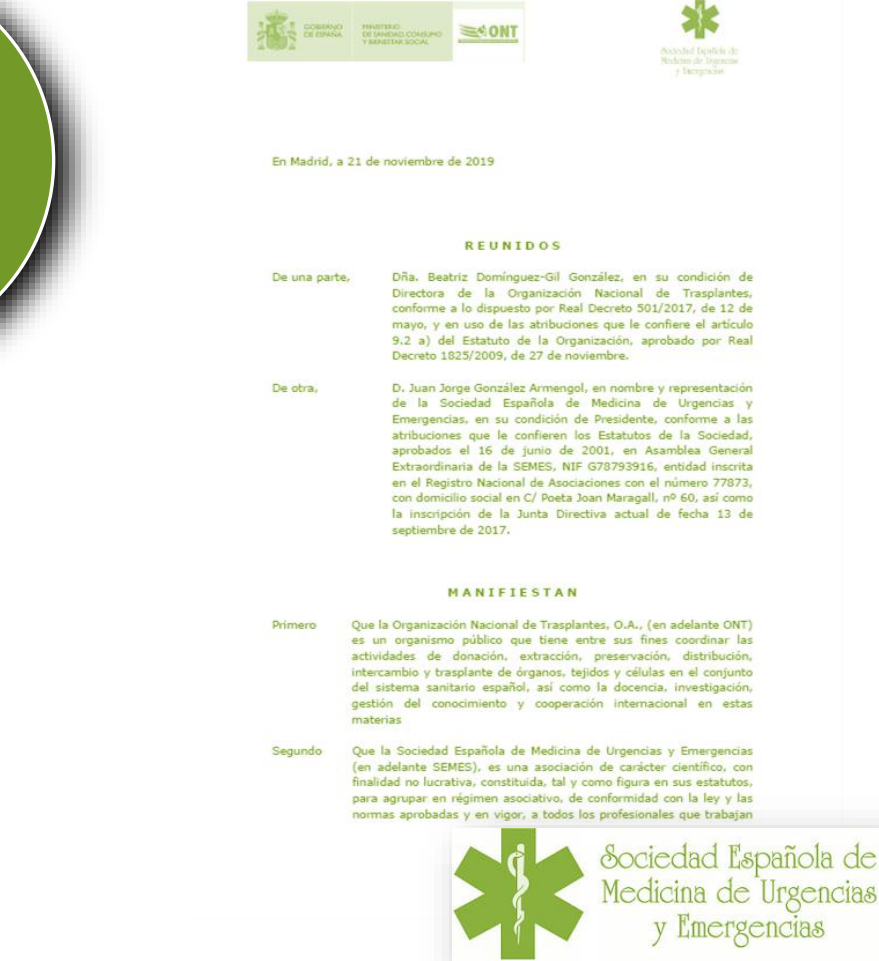 GOBIERNO
DE ESPAÑA
MINISTERIO
DE SANIDAD, CONSUMO
Y BIENESTAR SOCIAL
ONT
Sociedad Española de
Medicina de Urgencias
y Emergencias
En Madrid, a 21 de noviembre de 2019
REUNIDOS
De una parte, Dña. Beatriz Domínguez-Gil González, en su condición de
Directora de la Organización Nacional de Trasplantes,
conforme a lo dispuesto por Real Decreto 501/2017, de 12 de
mayo, y en uso de las atribuciones que le confiere el artículo
9.2 a) del Estatuto de la Organización, aprobado por Real
Decreto 1825/2009, de 27 de noviembre.
De otra, D. Juan Jorge González Armengol, en nombre y representación
de la Sociedad Española de Medicina de Urgencias y
Emergencias, en su condición de Presidente, conforme a las
atribuciones que le confieren los Estatutos de la Sociedad,
aprobados el 16 de junio de 2001, en Asamblea General
Extraordinaria de la SEMES, NIF G78793916, entidad inscrita
en el Registro Nacional de Asociaciones con el número 77873,
con domicilio social en C/ Poeta Joan Maragall, nº 60, así como
la inscripción de la Junta Directiva actual de fecha 13 de
septiembre de 2017.
MANIFIESTAN
Primero Que la Organización Nacional de Trasplantes, O.A., (en adelante ONT)
es un organismo público que tiene entre sus fines coordinar las
actividades de donación, extracción, preservación, distribución,
intercambio y trasplante de órganos, tejidos y células en el conjunto
del sistema sanitario español, así como la docencia, investigación,
gestión del conocimiento y cooperación internacional en estas
materias
Segundo Que la Sociedad Española de Medicina de Urgencias y Emergencias
(en adelante SEMES), es una asociación de carácter científico, con
finalidad no lucrativa, constituida, tal y como figura en sus estatutos,
para agrupar en régimen asociativo, de conformidad con la ley y las
normas aprobadas y en vigor, a todos los profesionales que trabajan
Sociedad Española de
Medicina de Urgencias
y Emergencias